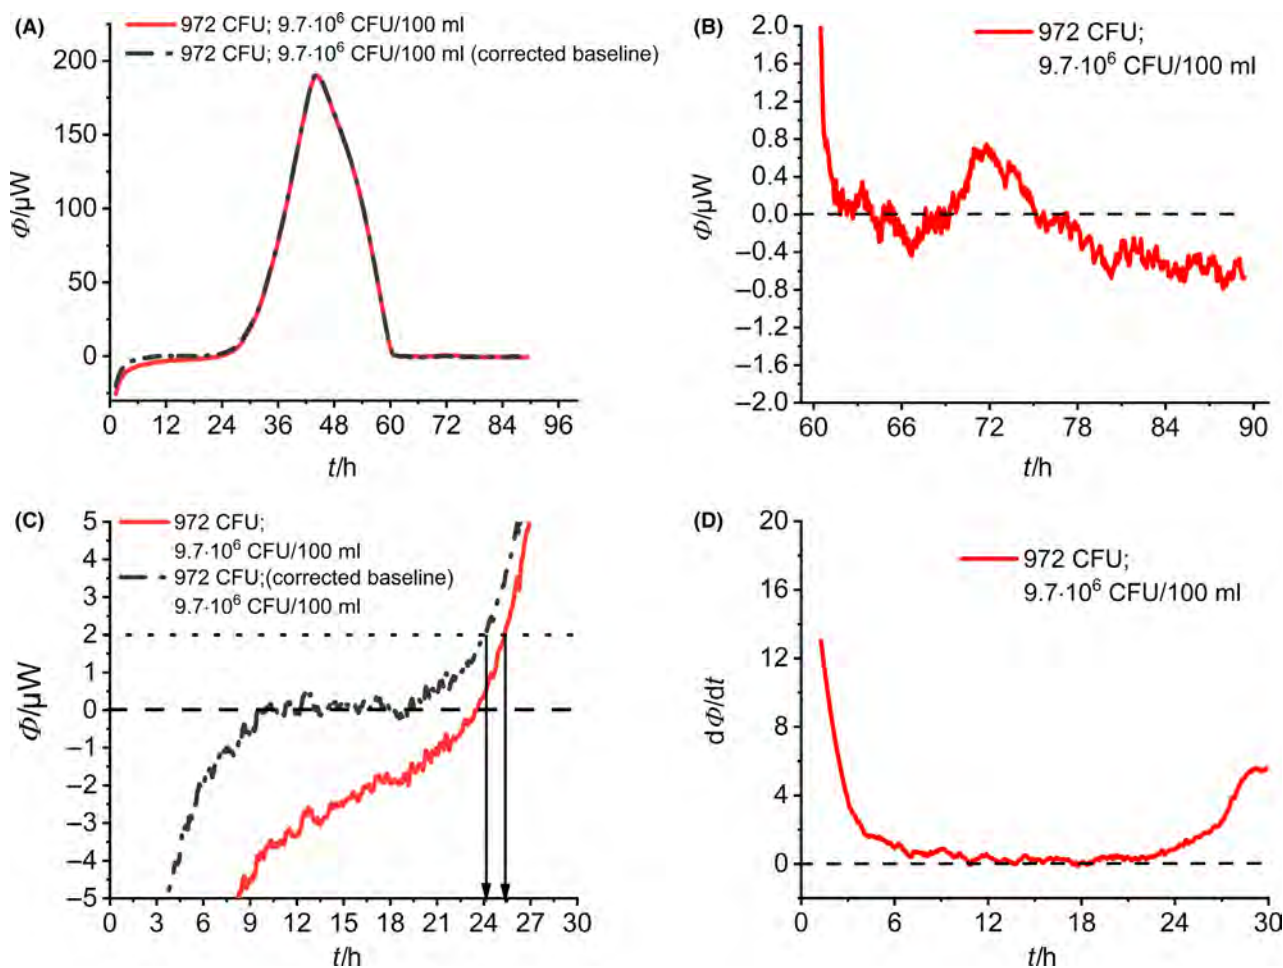 (A)
972 CFU; 9.7·10⁶ CFU/100 ml
972 CFU; 9.7·10⁶ CFU/100 ml (corrected baseline)
200
150
100
50
0
Φ/µW
0 12 24 36 48 60 72 84 96
t/h
(B)
972 CFU;
9.7·10⁶ CFU/100 ml
2.0
1.6
1.2
0.8
0.4
0.0
–0.4
–0.8
–1.2
–1.6
–2.0
Φ/µW
60 66 72 78 84 90
t/h
(C)
972 CFU;
9.7·10⁶ CFU/100 ml
972 CFU;(corrected baseline)
9.7·10⁶ CFU/100 ml
5
4
3
2
1
0
–1
–2
–3
–4
–5
Φ/µW
0 3 6 9 12 15 18 21 24 27 30
t/h
(D)
972 CFU;
9.7·10⁶ CFU/100 ml
20
16
12
8
4
0
dΦ/dt
0 6 12 18 24 30
t/h